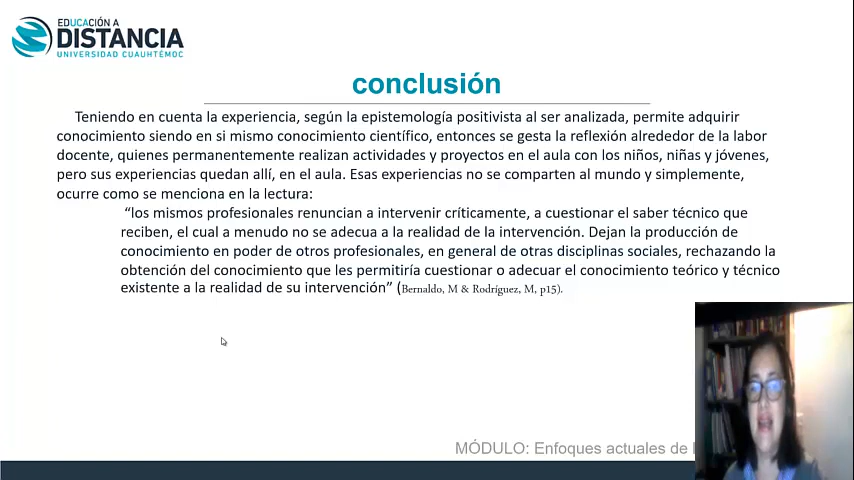 EDUCACIÓN A
DISTANCIA
UNIVERSIDAD CUAUHTÉMOC
conclusión
Teniendo en cuenta la experiencia, según la epistemología positivista al ser analizada, permite adquirir
conocimiento siendo en si mismo conocimiento científico, entonces se gesta la reflexión alrededor de la labor
docente, quienes permanentemente realizan actividades y proyectos en el aula con los niños, niñas y jóvenes,
pero sus experiencias quedan allí, en el aula. Esas experiencias no se comparten al mundo y simplemente,
ocurre como se menciona en la lectura:
“los mismos profesionales renuncian a intervenir críticamente, a cuestionar el saber técnico que
reciben, el cual a menudo no se adecua a la realidad de la intervención. Dejan la producción de
conocimiento en poder de otros profesionales, en general de otras disciplinas sociales, rechazando la
obtención del conocimiento que les permitiría cuestionar o adecuar el conocimiento teórico y técnico
existente a la realidad de su intervención” (Bernaldo, M & Rodríguez, M, p15).
MÓDULO: Enfoques actuales de